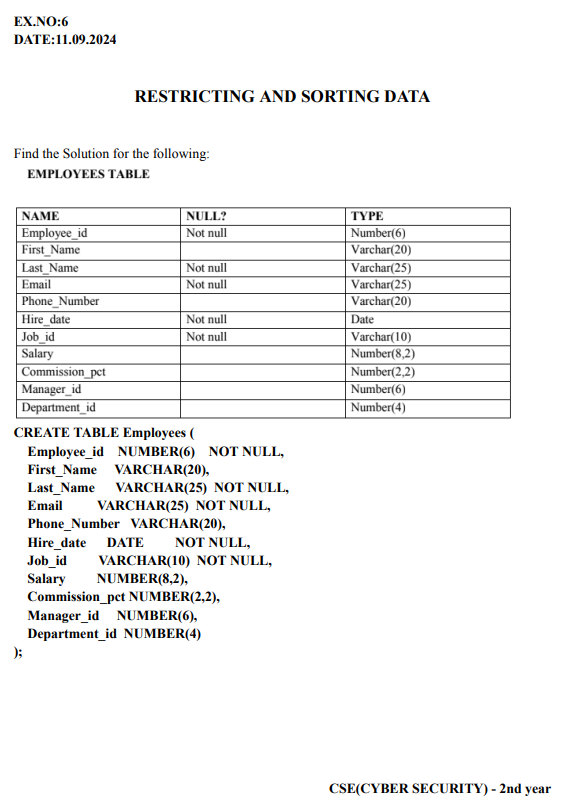 EX.NO:6
DATE:11.09.2024
RESTRICTING AND SORTING DATA
Find the Solution for the following:
EMPLOYEES TABLE
NAME NULL? TYPE
Employee_id Not null Number(6)
First_Name Varchar(20)
Last_Name Not null Varchar(25)
Email Not null Varchar(25)
Phone_Number Varchar(20)
Hire_date Not null Date
Job_id Not null Varchar(10)
Salary Number(8,2)
Commission_pct Number(2,2)
Manager_id Number(6)
Department_id Number(4)
CREATE TABLE Employees (
Employee_id NUMBER(6) NOT NULL,
First_Name VARCHAR(20),
Last_Name VARCHAR(25) NOT NULL,
Email VARCHAR(25) NOT NULL,
Phone_Number VARCHAR(20),
Hire_date DATE NOT NULL,
Job_id VARCHAR(10) NOT NULL,
Salary NUMBER(8,2),
Commission_pct NUMBER(2,2),
Manager_id NUMBER(6),
Department_id NUMBER(4)
);
CSE(CYBER SECURITY) - 2nd year